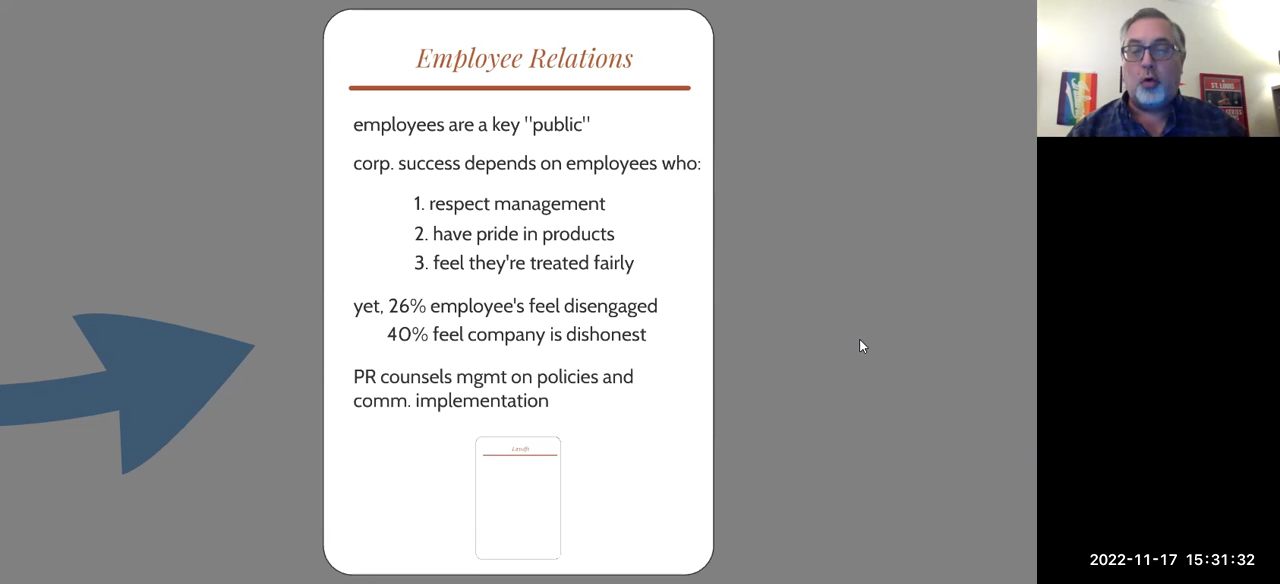 Employee Relations
employees are a key "public"
corp. success depends on employees who:
1. respect management
2. have pride in products
3. feel they're treated fairly
yet, 26% employee's feel disengaged
40% feel company is dishonest
PR counsels mgmt on policies and
comm. implementation
Layoffs
ST. LOUIS
2022-11-17 15:31:32